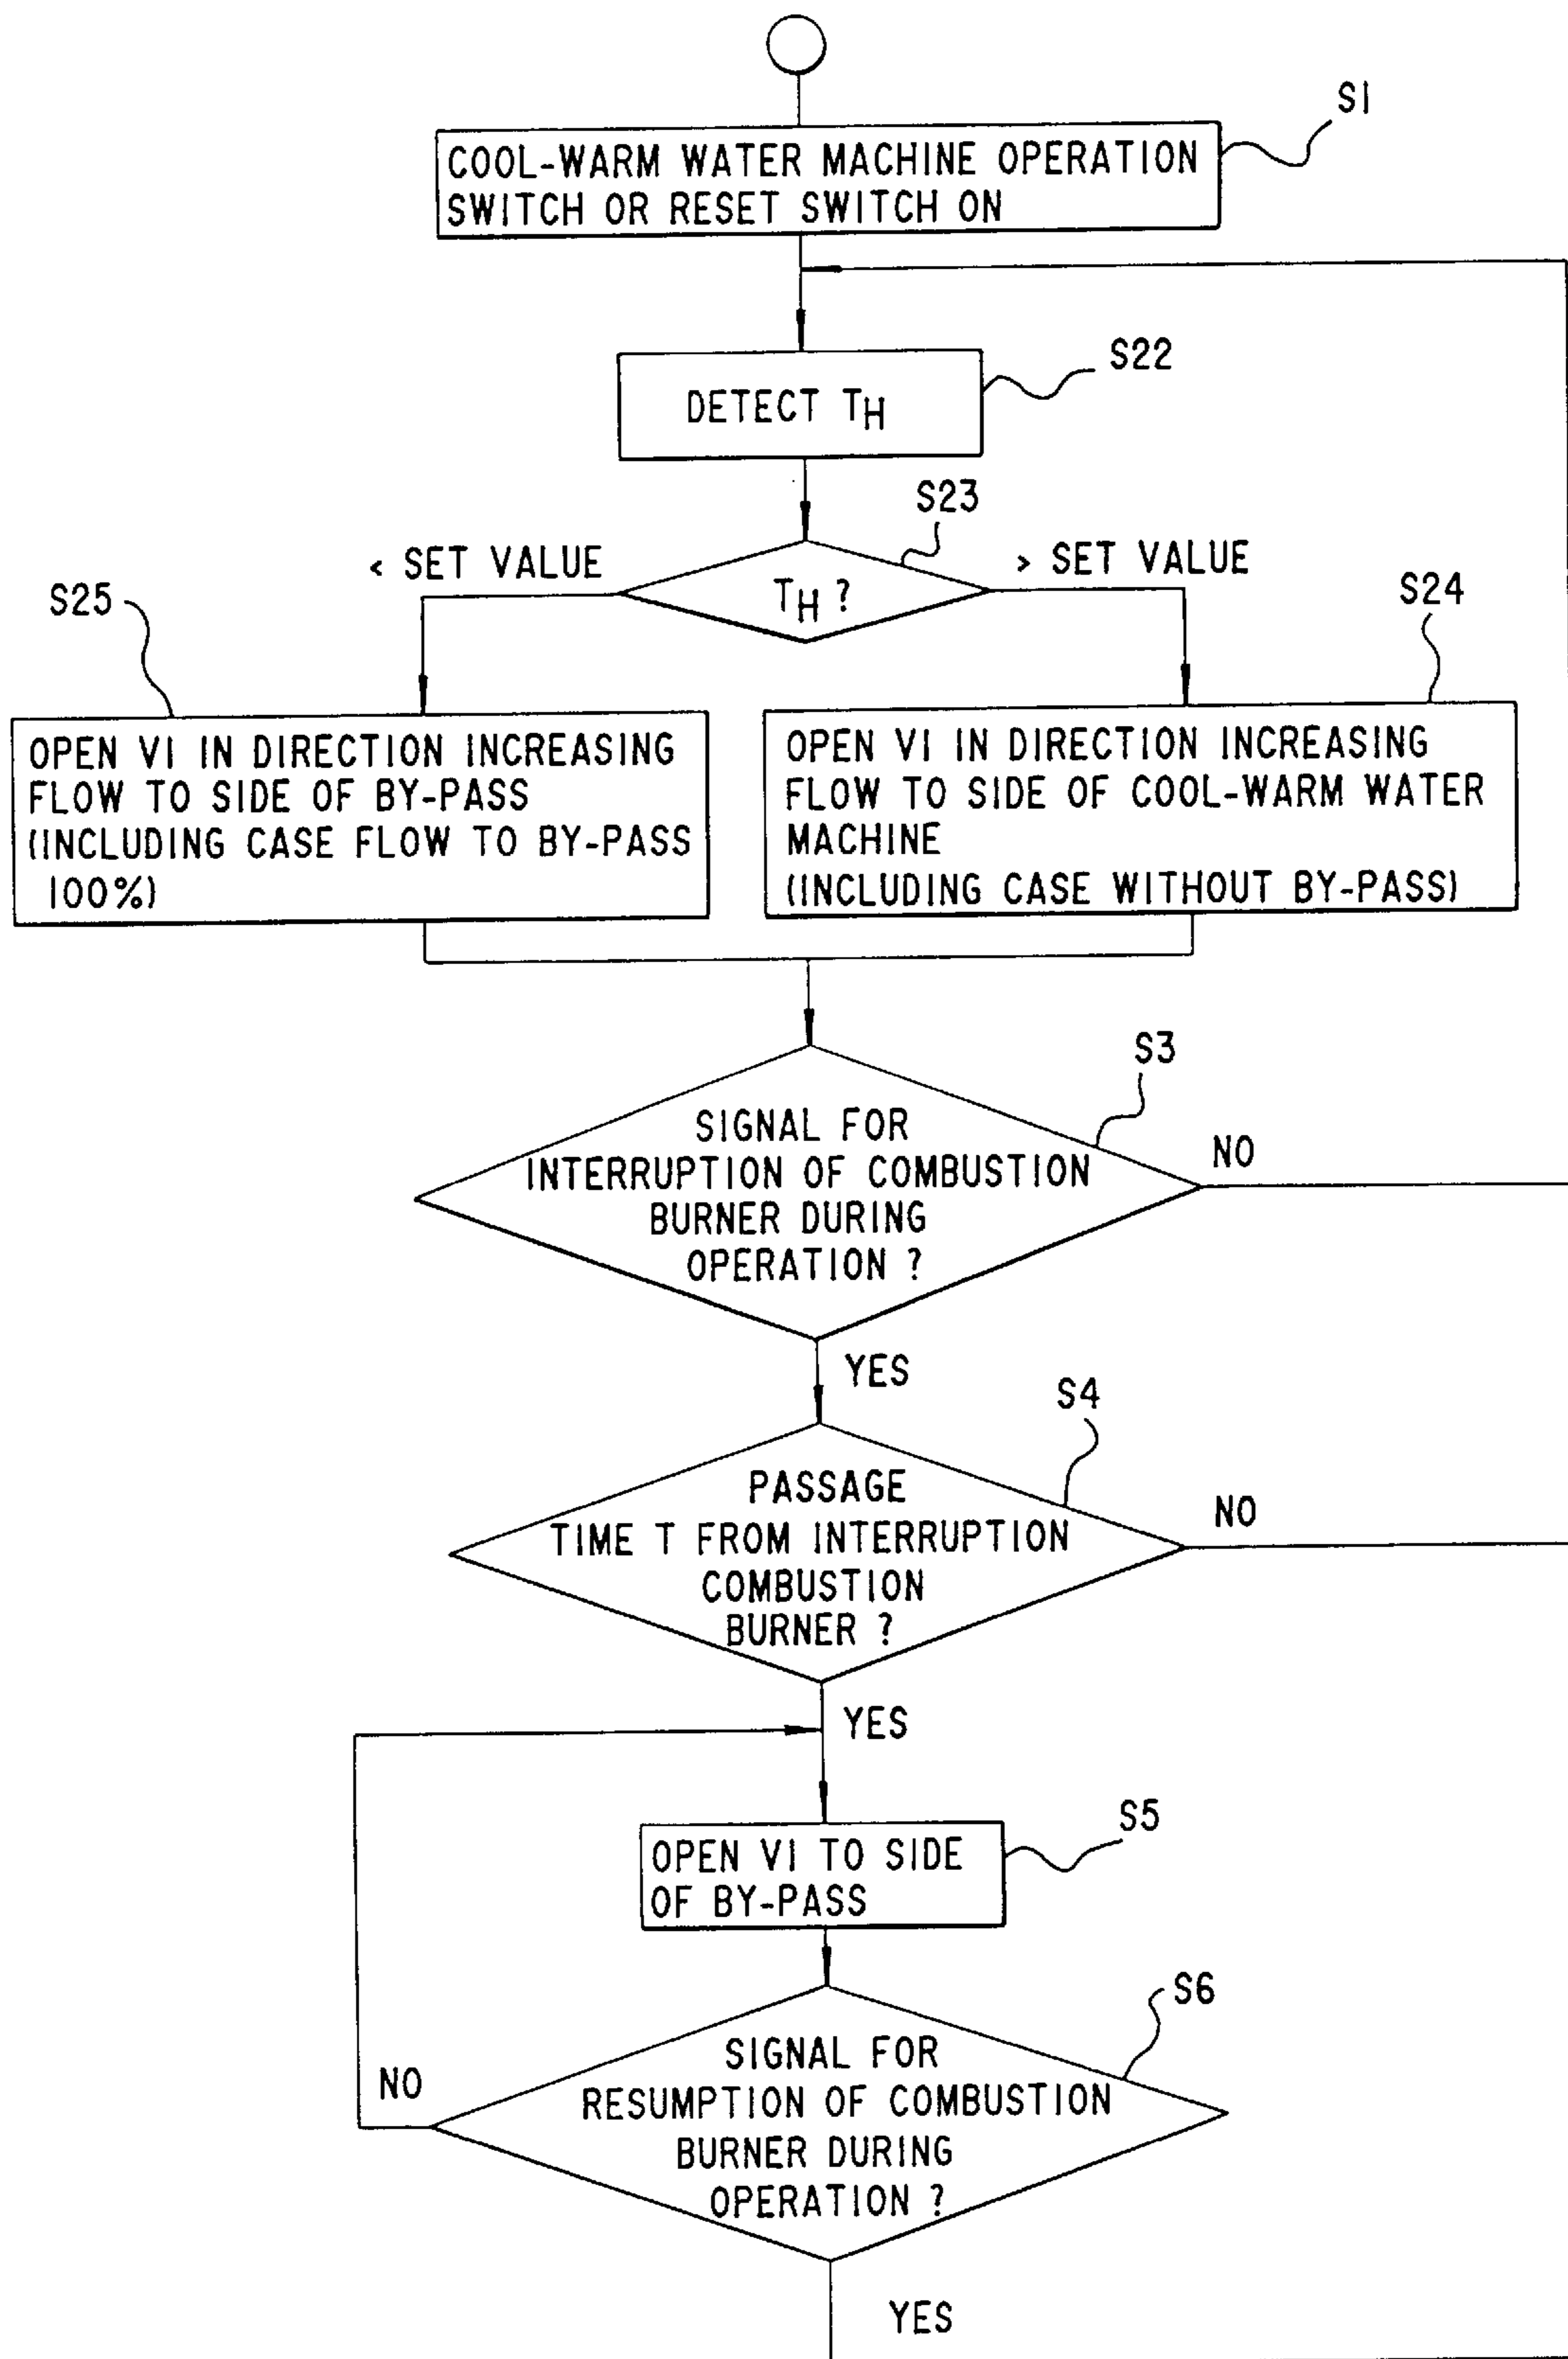 S1
COOL-WARM WATER MACHINE OPERATION
SWITCH OR RESET SWITCH ON
S22
DETECT TH
S23
< SET VALUE
> SET VALUE
TH ?
S25
S24
OPEN V1 IN DIRECTION INCREASING
FLOW TO SIDE OF BY-PASS
(INCLUDING CASE FLOW TO BY-PASS
100%)
OPEN V1 IN DIRECTION INCREASING
FLOW TO SIDE OF COOL-WARM WATER
MACHINE
(INCLUDING CASE WITHOUT BY-PASS)
S3
SIGNAL FOR
INTERRUPTION OF COMBUSTION
BURNER DURING
OPERATION ?
NO
YES
S4
PASSAGE
TIME T FROM INTERRUPTION
COMBUSTION
BURNER ?
NO
YES
S5
OPEN V1 TO SIDE
OF BY-PASS
S6
SIGNAL FOR
RESUMPTION OF COMBUSTION
BURNER DURING
OPERATION ?
NO
YES